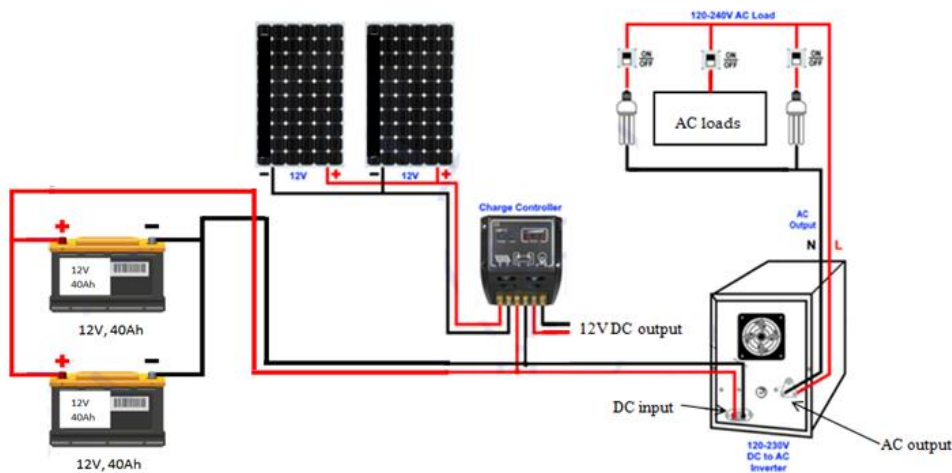 120-240V AC Load
ON
OFF
ON
OFF
ON
OFF
AC loads
−
12V
+
−
12V
+
Charge Controller
AC
Output
N
L
+
−
12V
40Ah
12V, 40Ah
12V DC output
+
−
12V
40Ah
12V, 40Ah
DC input
AC output
120-230V
DC to AC
Inverter